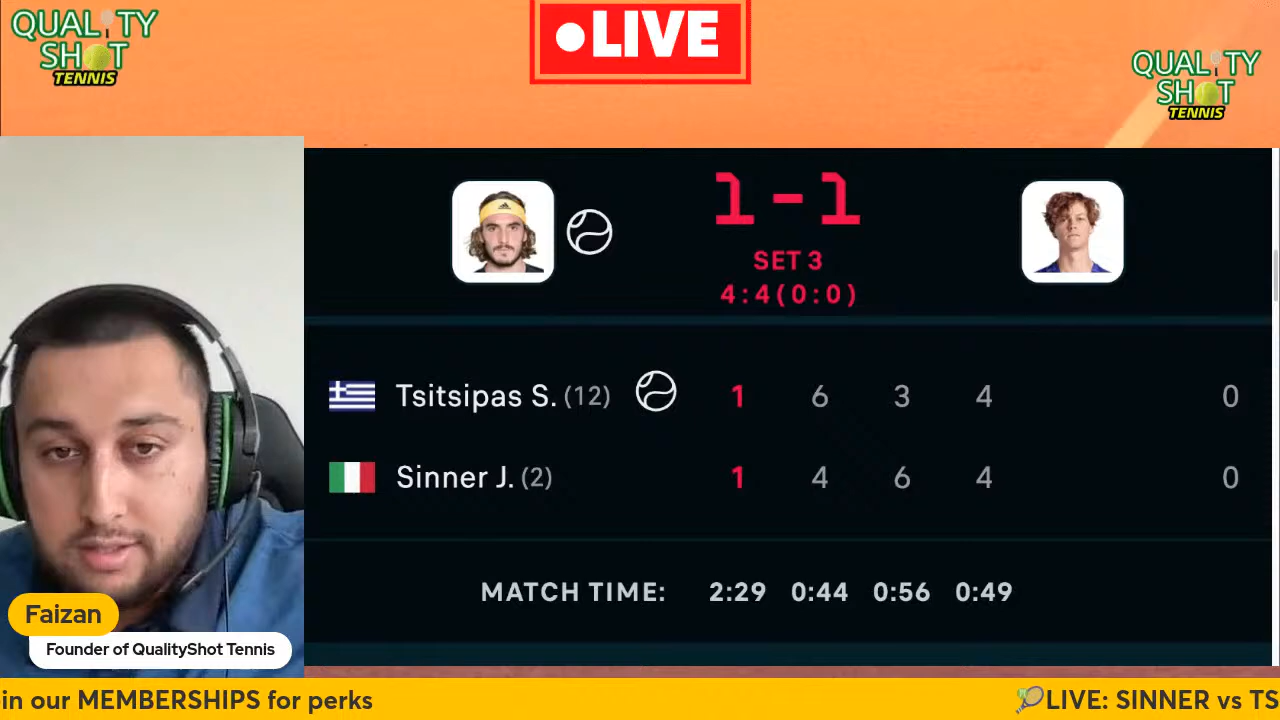 QUALITY
SHOT
TENNIS
LIVE
QUALITY
SHOT
TENNIS
1-1
SET 3
4:4(0:0)
Tsitsipas S. (12) 1 6 3 4 0
Sinner J. (2) 1 4 6 4 0
MATCH TIME: 2:29 0:44 0:56 0:49
Faizan
Founder of QualityShot Tennis
in our MEMBERSHIPS for perks
LIVE: SINNER vs TS